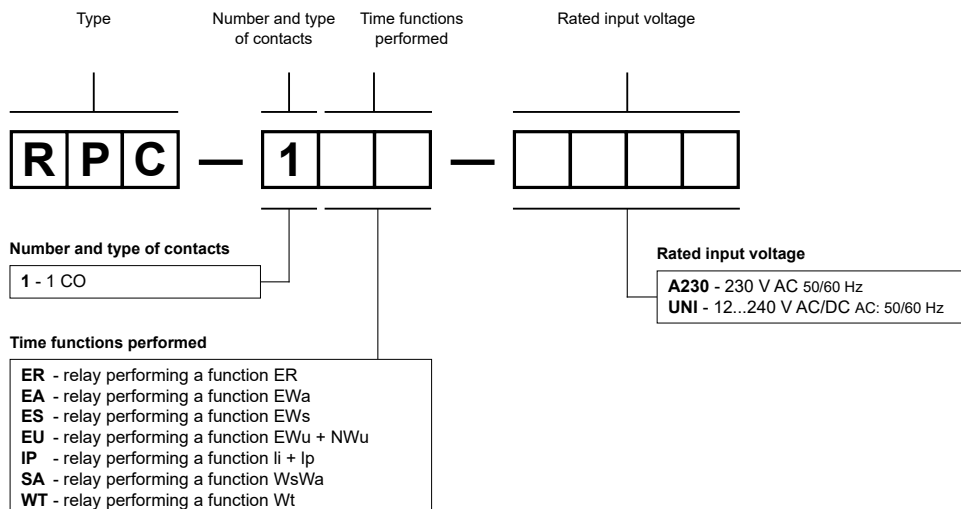 Type
Number and type of contacts
Time functions performed
Rated input voltage
R P C — 1 —
Number and type of contacts
1 - 1 CO
Rated input voltage
A230 - 230 V AC 50/60 Hz
UNI - 12...240 V AC/DC AC: 50/60 Hz
Time functions performed
ER - relay performing a function ER
EA - relay performing a function EWa
ES - relay performing a function EWs
EU - relay performing a function EWu + NWu
IP - relay performing a function Ii + Ip
SA - relay performing a function WsWa
WT - relay performing a function Wt